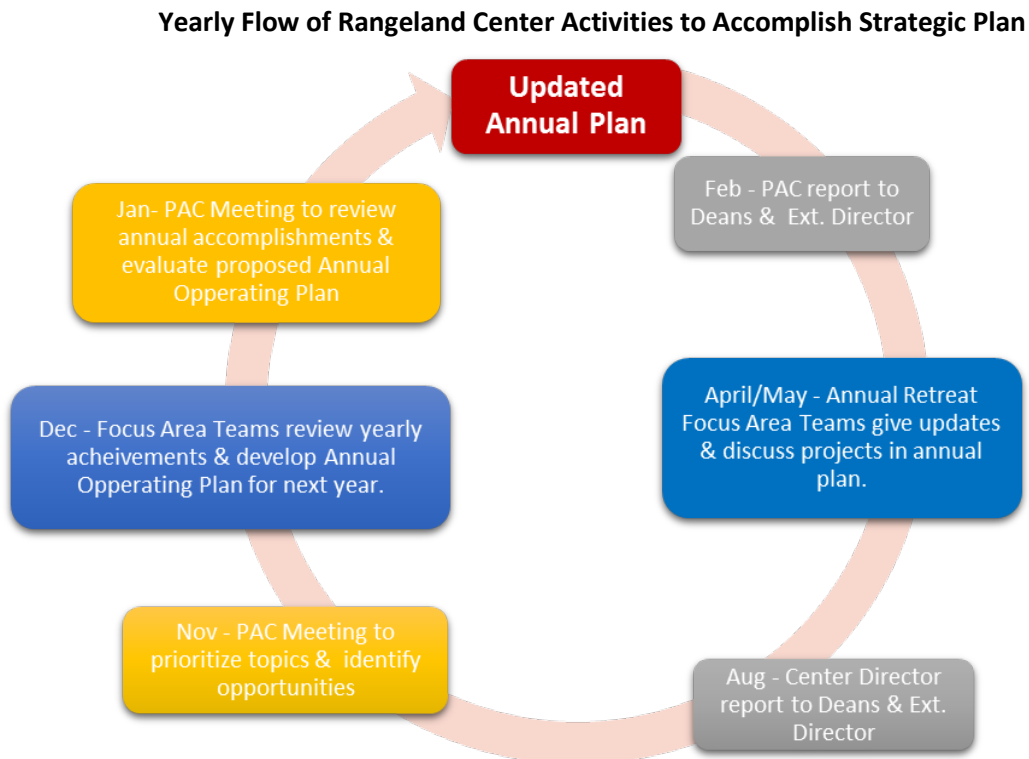 Yearly Flow of Rangeland Center Activities to Accomplish Strategic Plan
Updated
Annual Plan
Feb - PAC report to
Deans & Ext. Director
April/May - Annual Retreat
Focus Area Teams give updates
& discuss projects in annual
plan.
Aug - Center Director
report to Deans & Ext.
Director
Nov - PAC Meeting to
prioritize topics & identify
opportunities
Dec - Focus Area Teams review yearly
acheivements & develop Annual
Opperating Plan for next year.
Jan- PAC Meeting to review
annual accomplishments &
evaluate proposed Annual
Opperating Plan